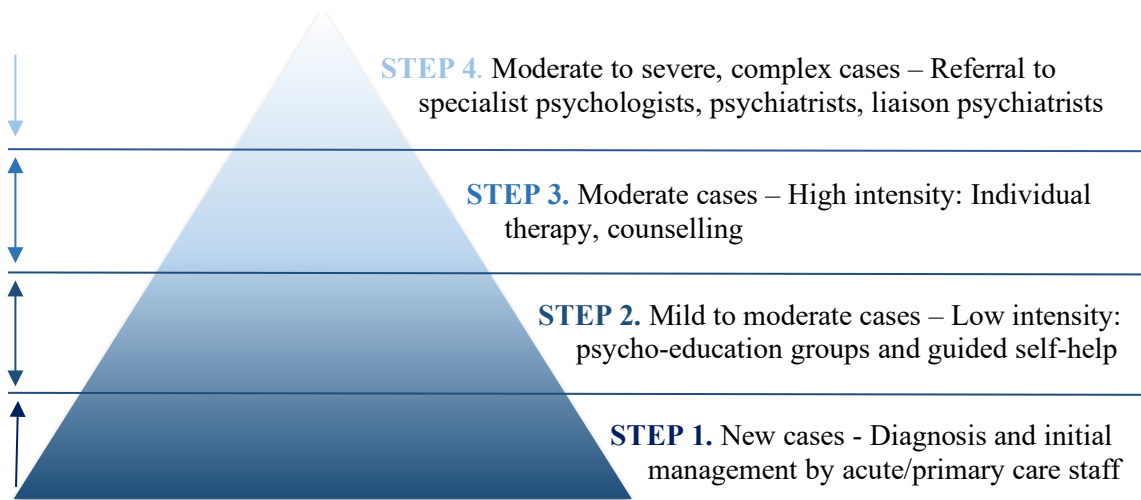 STEP 4. Moderate to severe, complex cases – Referral to
specialist psychologists, psychiatrists, liaison psychiatrists
STEP 3. Moderate cases – High intensity: Individual
therapy, counselling
STEP 2. Mild to moderate cases – Low intensity:
psycho-education groups and guided self-help
STEP 1. New cases - Diagnosis and initial
management by acute/primary care staff